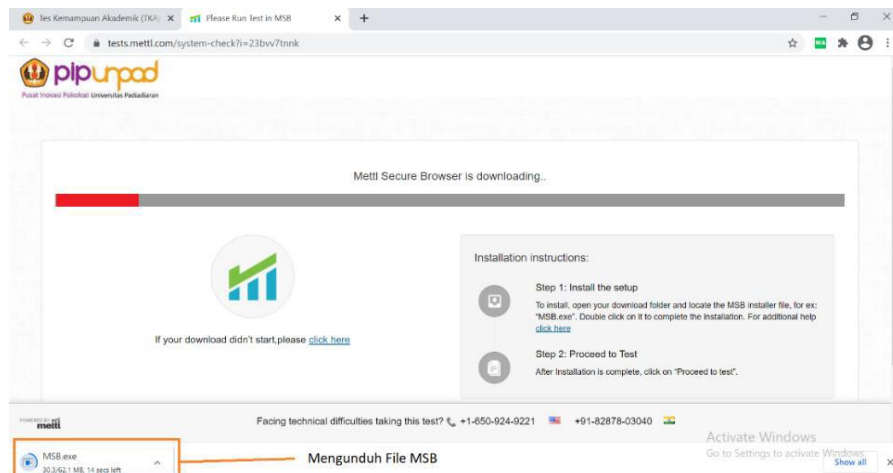 Tes Kemampuan Akademik (TKA)
Please Run Test in MSB
tests.mettl.com/system-check?i=23bvv7tnnk
WA
pipunpad
Pusat Inovasi Psikologi Universitas Padjadjaran
Mettl Secure Browser is downloading..
If your download didn't start,please click here
Installation instructions:
Step 1: Install the setup
To install, open your download folder and locate the MSB installer file, for ex:
"MSB.exe". Double click on it to complete the installation. For additional help
click here
Step 2: Proceed to Test
After Installation is complete, click on "Proceed to test".
POWERED BY
mettl
Facing technical difficulties taking this test? +1-650-924-9221 +91-82878-03040
Activate Windows
Go to Settings to activate Windows.
MSB.exe
30.3/62.1 MB, 14 secs left
Mengunduh File MSB
Show all